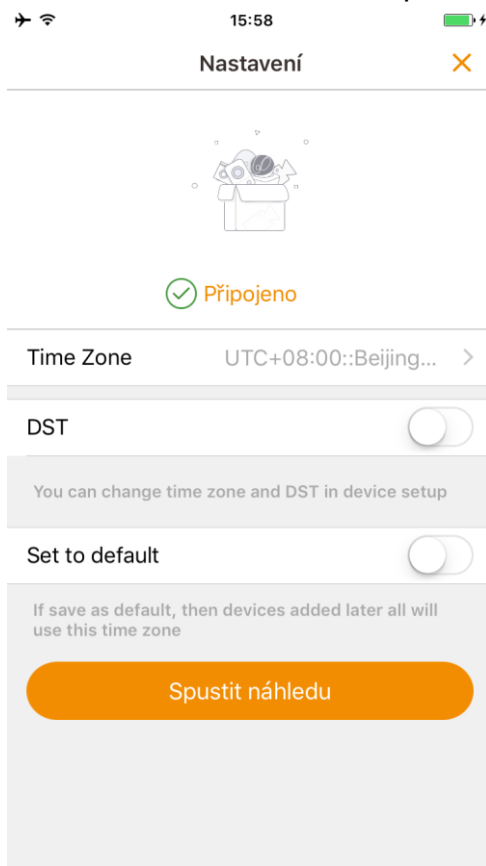 15:58
Nastavení
Připojeno
Time Zone UTC+08:00::Beijing...
DST
You can change time zone and DST in device setup
Set to default
If save as default, then devices added later all will
use this time zone
Spustit náhledu